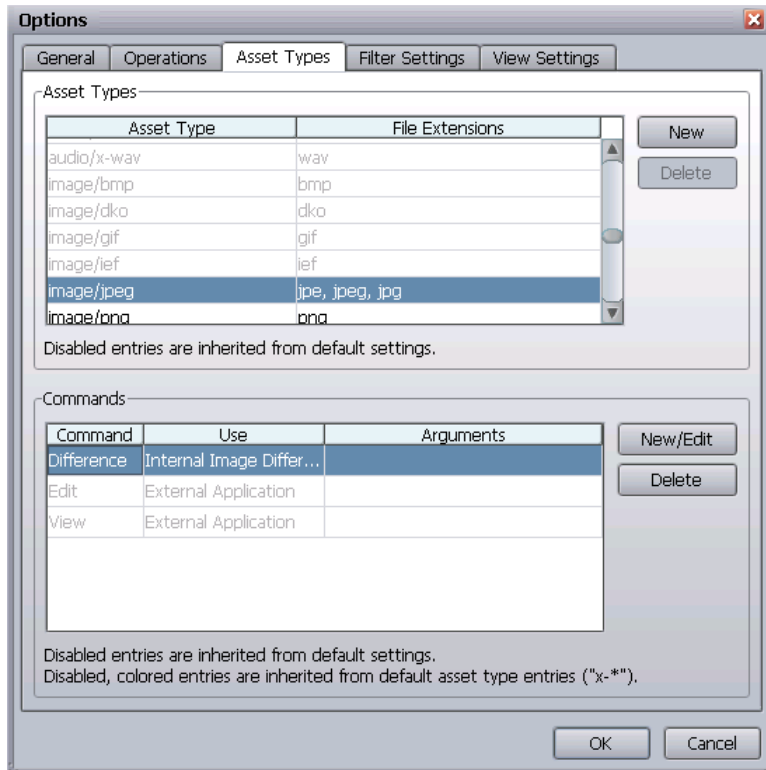 Options
General Operations Asset Types Filter Settings View Settings
Asset Types
Asset Type File Extensions
New
audio/x-wav wav
Delete
image/bmp bmp
image/dko dko
image/gif gif
image/ief ief
image/jpeg jpe, jpeg, jpg
image/png png
Disabled entries are inherited from default settings.
Commands
Command Use Arguments
New/Edit
Difference Internal Image Differ...
Delete
Edit External Application
View External Application
Disabled entries are inherited from default settings.
Disabled, colored entries are inherited from default asset type entries ("x-*").
OK Cancel